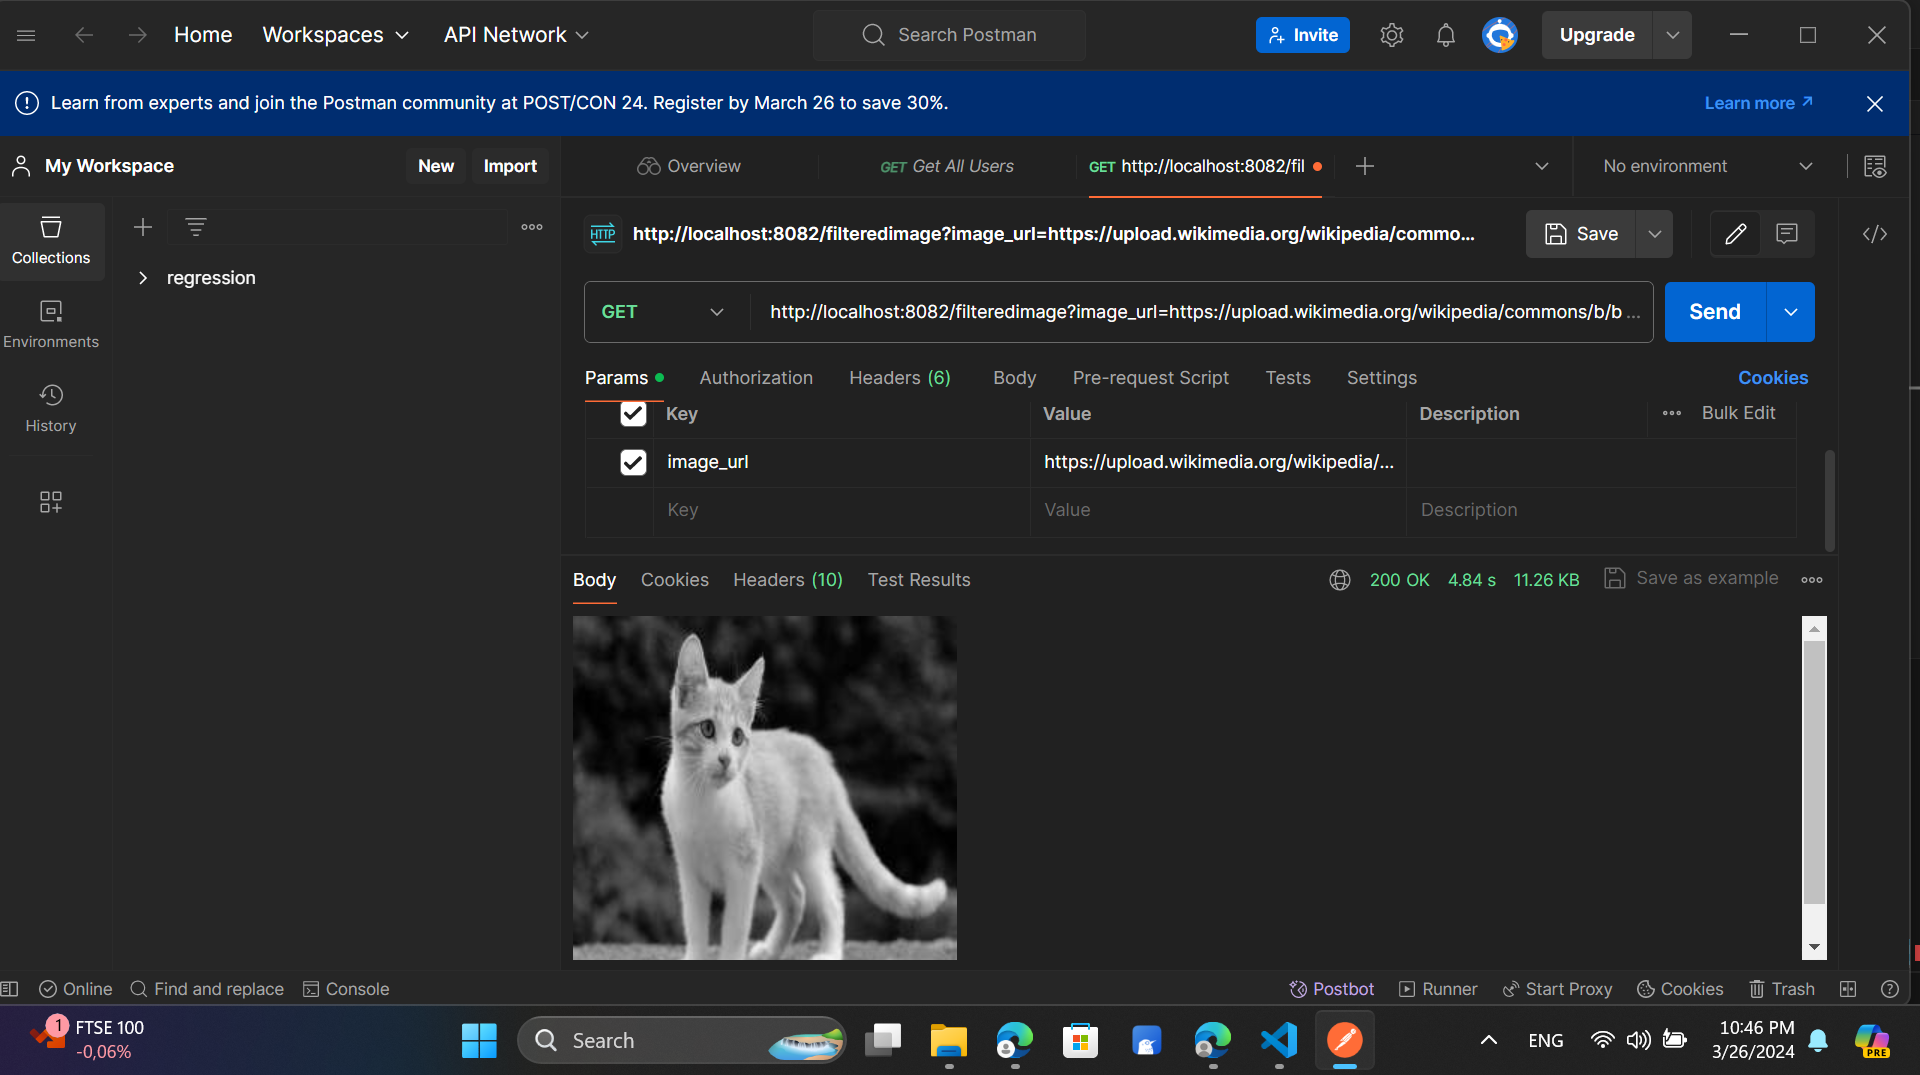 Home Workspaces API Network Search Postman Invite Upgrade
Learn from experts and join the Postman community at POST/CON 24. Register by March 26 to save 30%. Learn more
My Workspace New Import Overview GET Get All Users GET http://localhost:8082/fil No environment
HTTP http://localhost:8082/filteredimage?image_url=https://upload.wikimedia.org/wikipedia/commo... Save
Collections
regression
GET http://localhost:8082/filteredimage?image_url=https://upload.wikimedia.org/wikipedia/commons/b/b ... Send
Environments
Params Authorization Headers (6) Body Pre-request Script Tests Settings Cookies
History
Key Value Description Bulk Edit
image_url https://upload.wikimedia.org/wikipedia/...
Key Value Description
Body Cookies Headers (10) Test Results 200 OK 4.84 s 11.26 KB Save as example
Online Find and replace Console Postbot Runner Start Proxy Cookies Trash
1 FTSE 100
-0,06%
Search
ENG
10:46 PM
3/26/2024
PRE